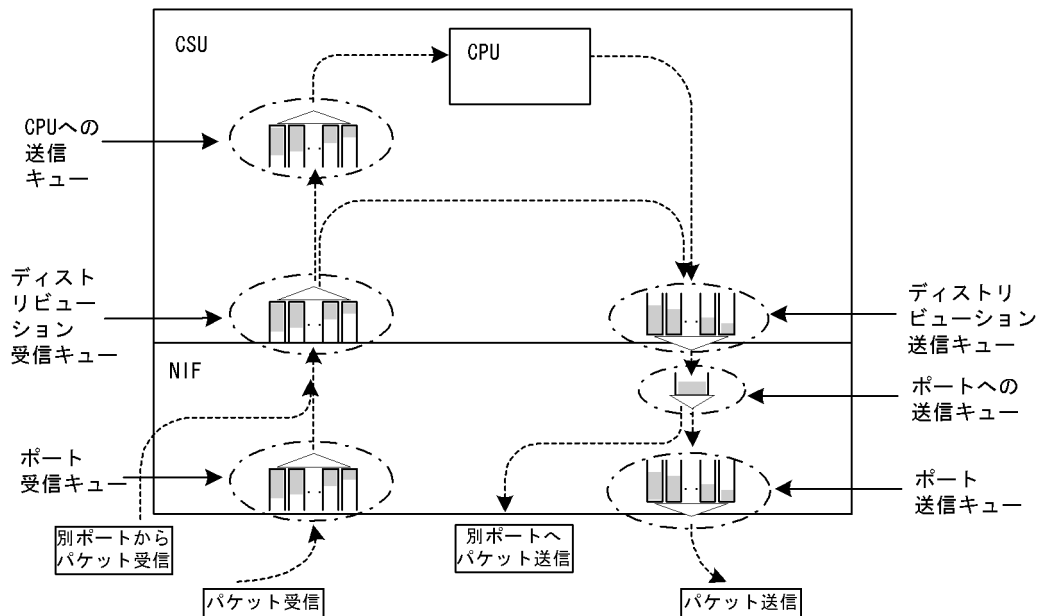 CSU
CPU
CPUへの
送信
キュー
ディスト
リビュー
ション
受信キュー
ディストリ
ビューション
送信キュー
NIF
ポートへの
送信キュー
ポート
受信キュー
ポート
送信キュー
別ポートから
パケット受信
別ポートへ
パケット送信
パケット受信
パケット送信